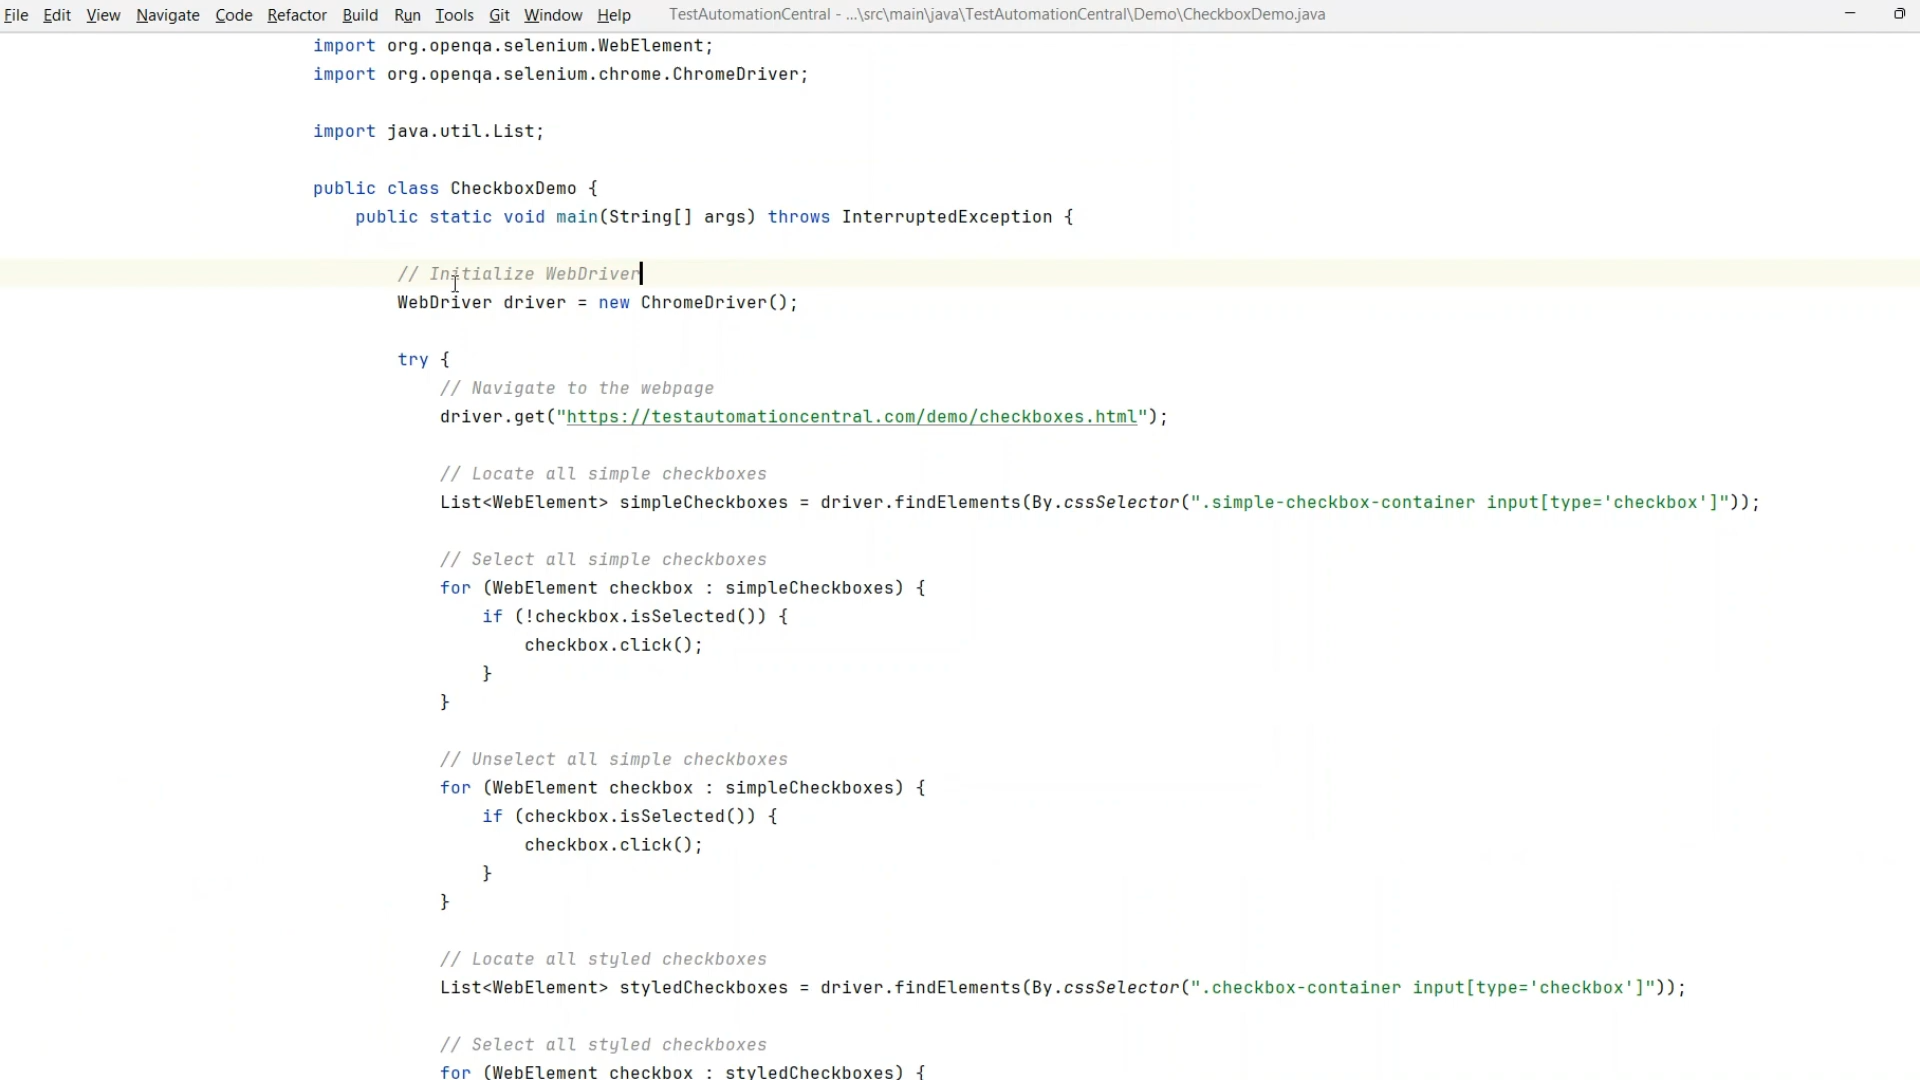 File Edit View Navigate Code Refactor Build Run Tools Git Window Help TestAutomationCentral - ...\src\main\java\TestAutomationCentral\Demo\CheckboxDemo.java
import org.openqa.selenium.WebElement;
import org.openqa.selenium.chrome.ChromeDriver;
import java.util.List;
public class CheckboxDemo {
public static void main(String[] args) throws InterruptedException {
// Initialize WebDriver
WebDriver driver = new ChromeDriver();
try {
// Navigate to the webpage
driver.get("https://testautomationcentral.com/demo/checkboxes.html");
// Locate all simple checkboxes
List<WebElement> simpleCheckboxes = driver.findElements(By.cssSelector(".simple-checkbox-container input[type='checkbox']"));
// Select all simple checkboxes
for (WebElement checkbox : simpleCheckboxes) {
if (!checkbox.isSelected()) {
checkbox.click();
}
}
// Unselect all simple checkboxes
for (WebElement checkbox : simpleCheckboxes) {
if (checkbox.isSelected()) {
checkbox.click();
}
}
// Locate all styled checkboxes
List<WebElement> styledCheckboxes = driver.findElements(By.cssSelector(".checkbox-container input[type='checkbox']"));
// Select all styled checkboxes
for (WebElement checkbox : styledCheckboxes) {